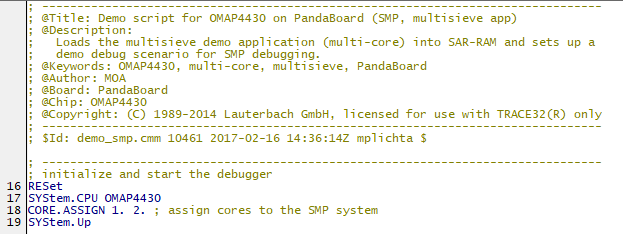 ; ----------------------------------------------------------------------
; @Title: Demo script for OMAP4430 on PandaBoard (SMP, multisieve app)
; @Description:
;   Loads the multisieve demo application (multi-core) into SAR-RAM and sets up a
;   demo debug scenario for SMP debugging.
; @Keywords: OMAP4430, multi-core, multisieve, PandaBoard
; @Author: MOA
; @Board: PandaBoard
; @Chip: OMAP4430
; @Copyright: (C) 1989-2014 Lauterbach GmbH, licensed for use with TRACE32(R) only
; ----------------------------------------------------------------------
; $Id: demo_smp.cmm 10461 2017-02-16 14:36:14Z mplichta $
; ----------------------------------------------------------------------
; initialize and start the debugger
16 RESet
17 SYStem.CPU OMAP4430
18 CORE.ASSIGN 1. 2. ; assign cores to the SMP system
19 SYStem.Up